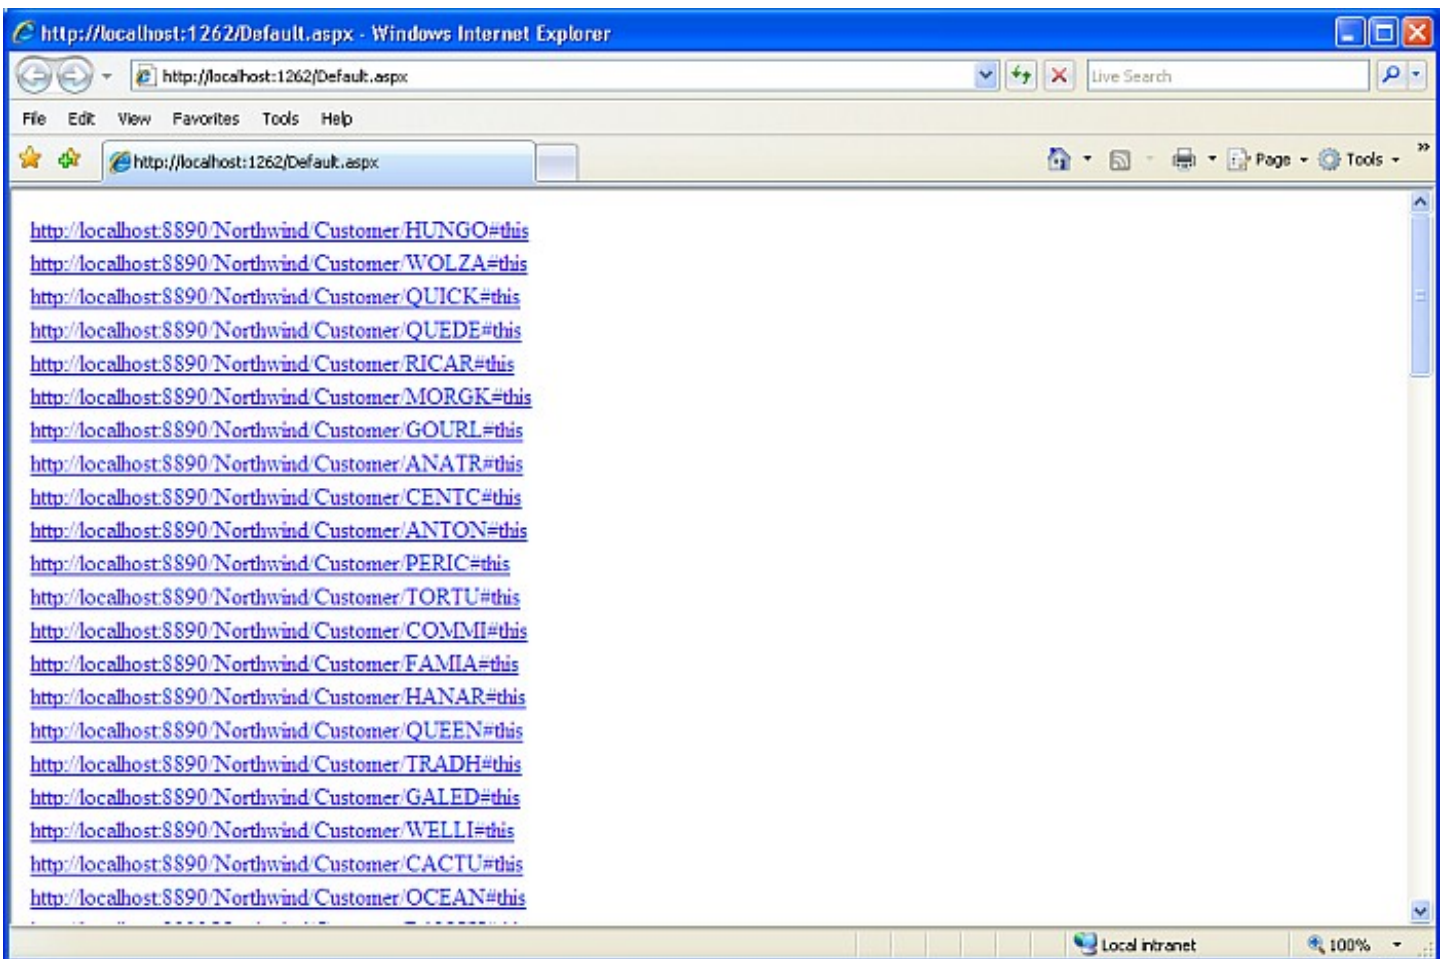 http://localhost:1262/Default.aspx - Windows Internet Explorer
http://localhost:1262/Default.aspx
Live Search
File Edit View Favorites Tools Help
http://localhost:1262/Default.aspx
Page Tools
http://localhost:8890/Northwind/Customer/HUNGO#this
http://localhost:8890/Northwind/Customer/WOLZA#this
http://localhost:8890/Northwind/Customer/QUICK#this
http://localhost:8890/Northwind/Customer/QUEDE#this
http://localhost:8890/Northwind/Customer/RICAR#this
http://localhost:8890/Northwind/Customer/MORGK#this
http://localhost:8890/Northwind/Customer/GOURL#this
http://localhost:8890/Northwind/Customer/ANATR#this
http://localhost:8890/Northwind/Customer/CENTC#this
http://localhost:8890/Northwind/Customer/ANTON#this
http://localhost:8890/Northwind/Customer/PERIC#this
http://localhost:8890/Northwind/Customer/TORTU#this
http://localhost:8890/Northwind/Customer/COMMI#this
http://localhost:8890/Northwind/Customer/FAMIA#this
http://localhost:8890/Northwind/Customer/HANAR#this
http://localhost:8890/Northwind/Customer/QUEEN#this
http://localhost:8890/Northwind/Customer/TRADH#this
http://localhost:8890/Northwind/Customer/GALED#this
http://localhost:8890/Northwind/Customer/WELLI#this
http://localhost:8890/Northwind/Customer/CACTU#this
http://localhost:8890/Northwind/Customer/OCEAN#this
Local intranet
100%